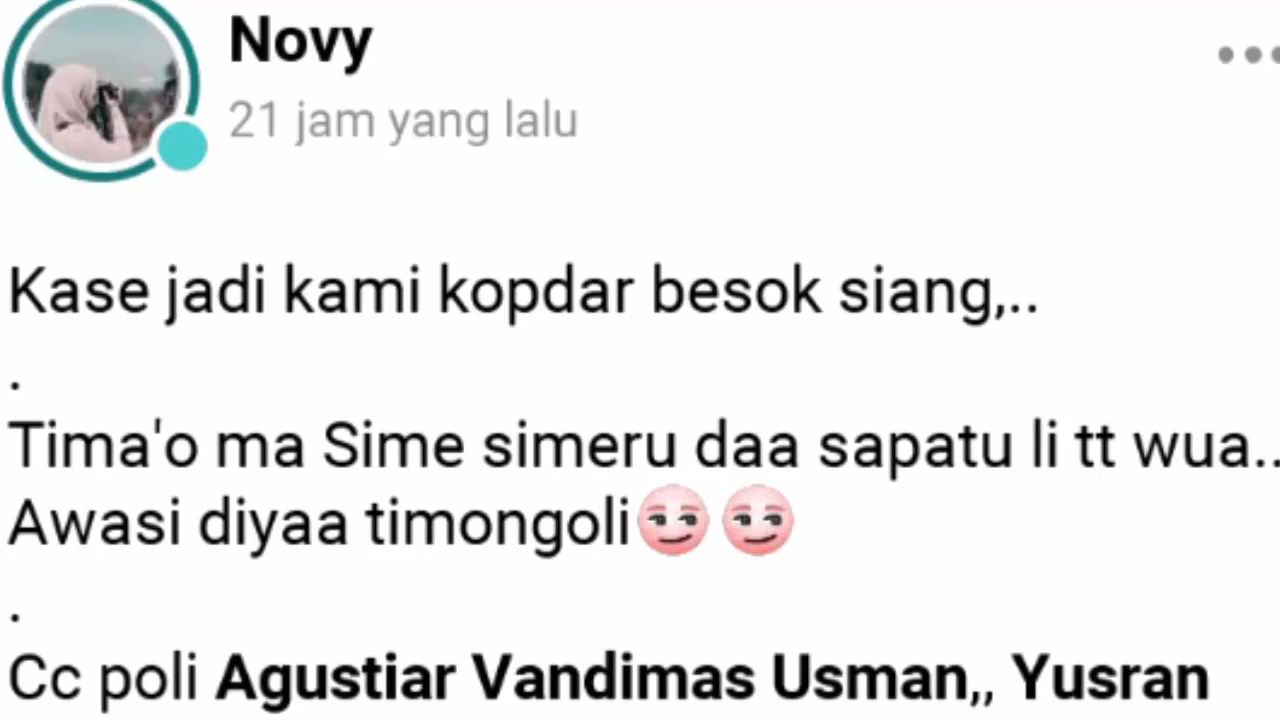 Novy
21 jam yang lalu
Kase jadi kami kopdar besok siang,..
.
Tima'o ma Sime simeru daa sapatu li tt wua..
Awasi diyaa timongoli😏😏
.
Cc poli Agustiar Vandimas Usman,, Yusran